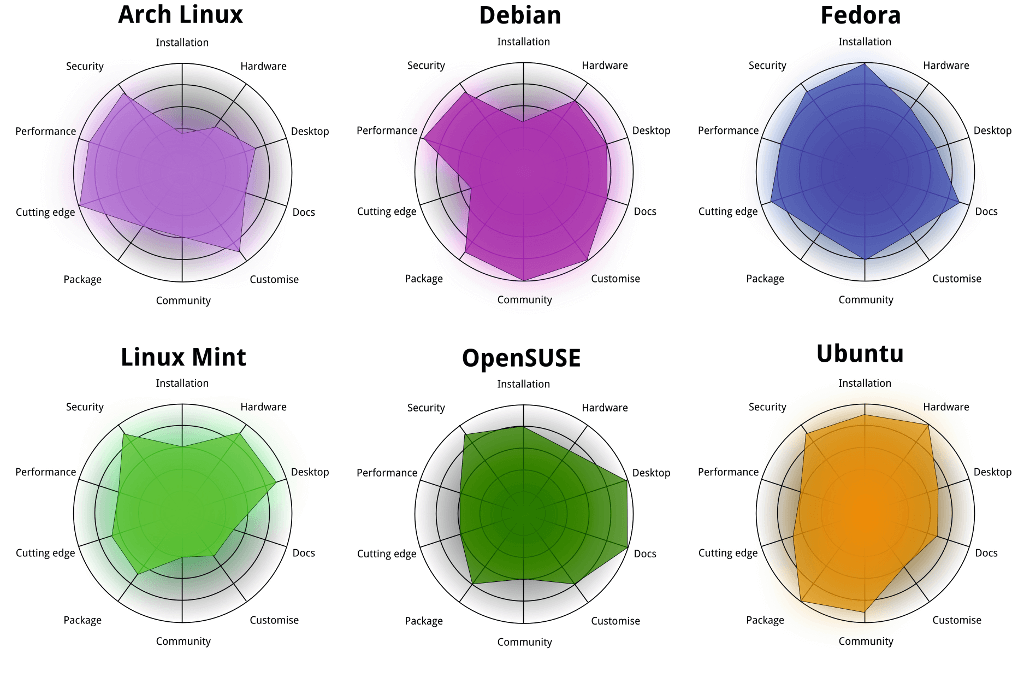 Arch Linux
Installation
Security
Hardware
Performance
Desktop
Cutting edge
Docs
Package
Customise
Community
Debian
Installation
Security
Hardware
Performance
Desktop
Cutting edge
Docs
Package
Customise
Community
Fedora
Installation
Security
Hardware
Performance
Desktop
Cutting edge
Docs
Package
Customise
Community
Linux Mint
Installation
Security
Hardware
Performance
Desktop
Cutting edge
Docs
Package
Customise
Community
OpenSUSE
Installation
Security
Hardware
Performance
Desktop
Cutting edge
Docs
Package
Customise
Community
Ubuntu
Installation
Security
Hardware
Performance
Desktop
Cutting edge
Docs
Package
Customise
Community